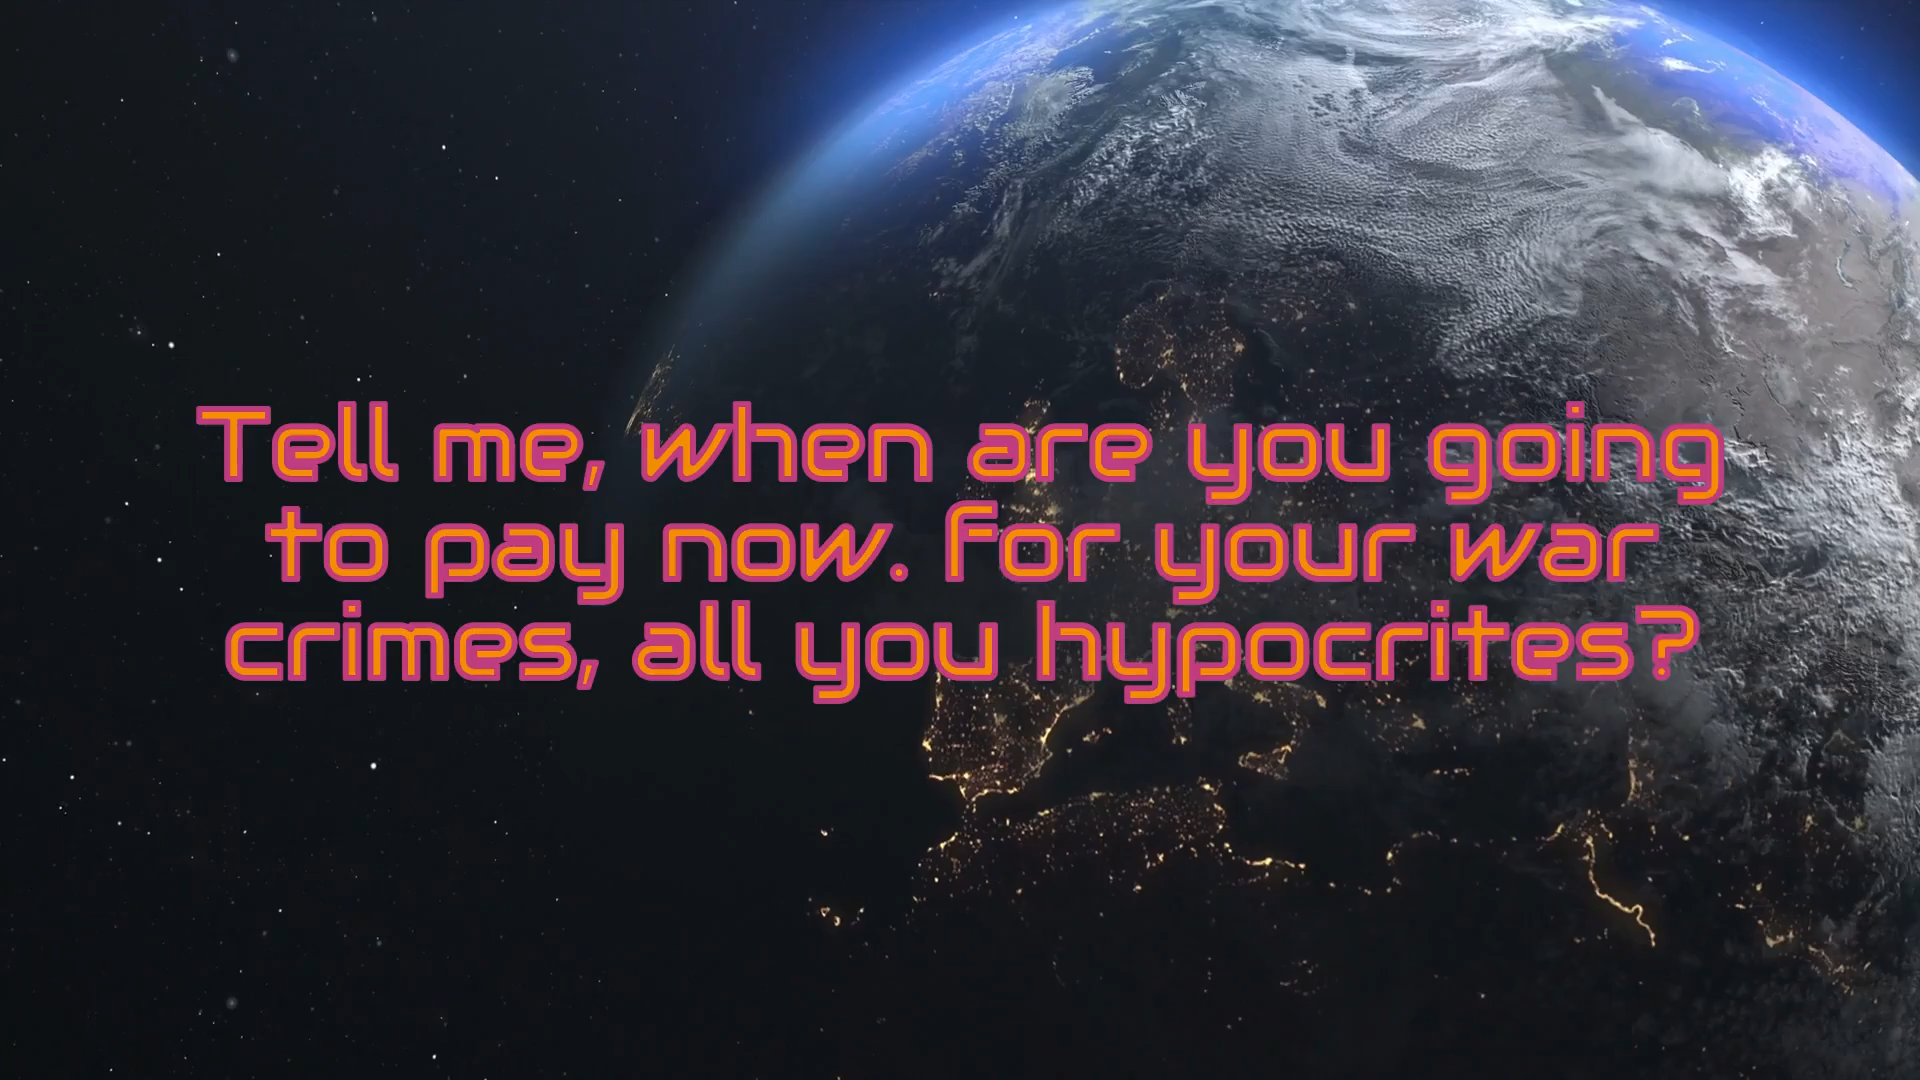 Tell me, when are you going
to pay now. For your war
crimes, all you hypocrites?